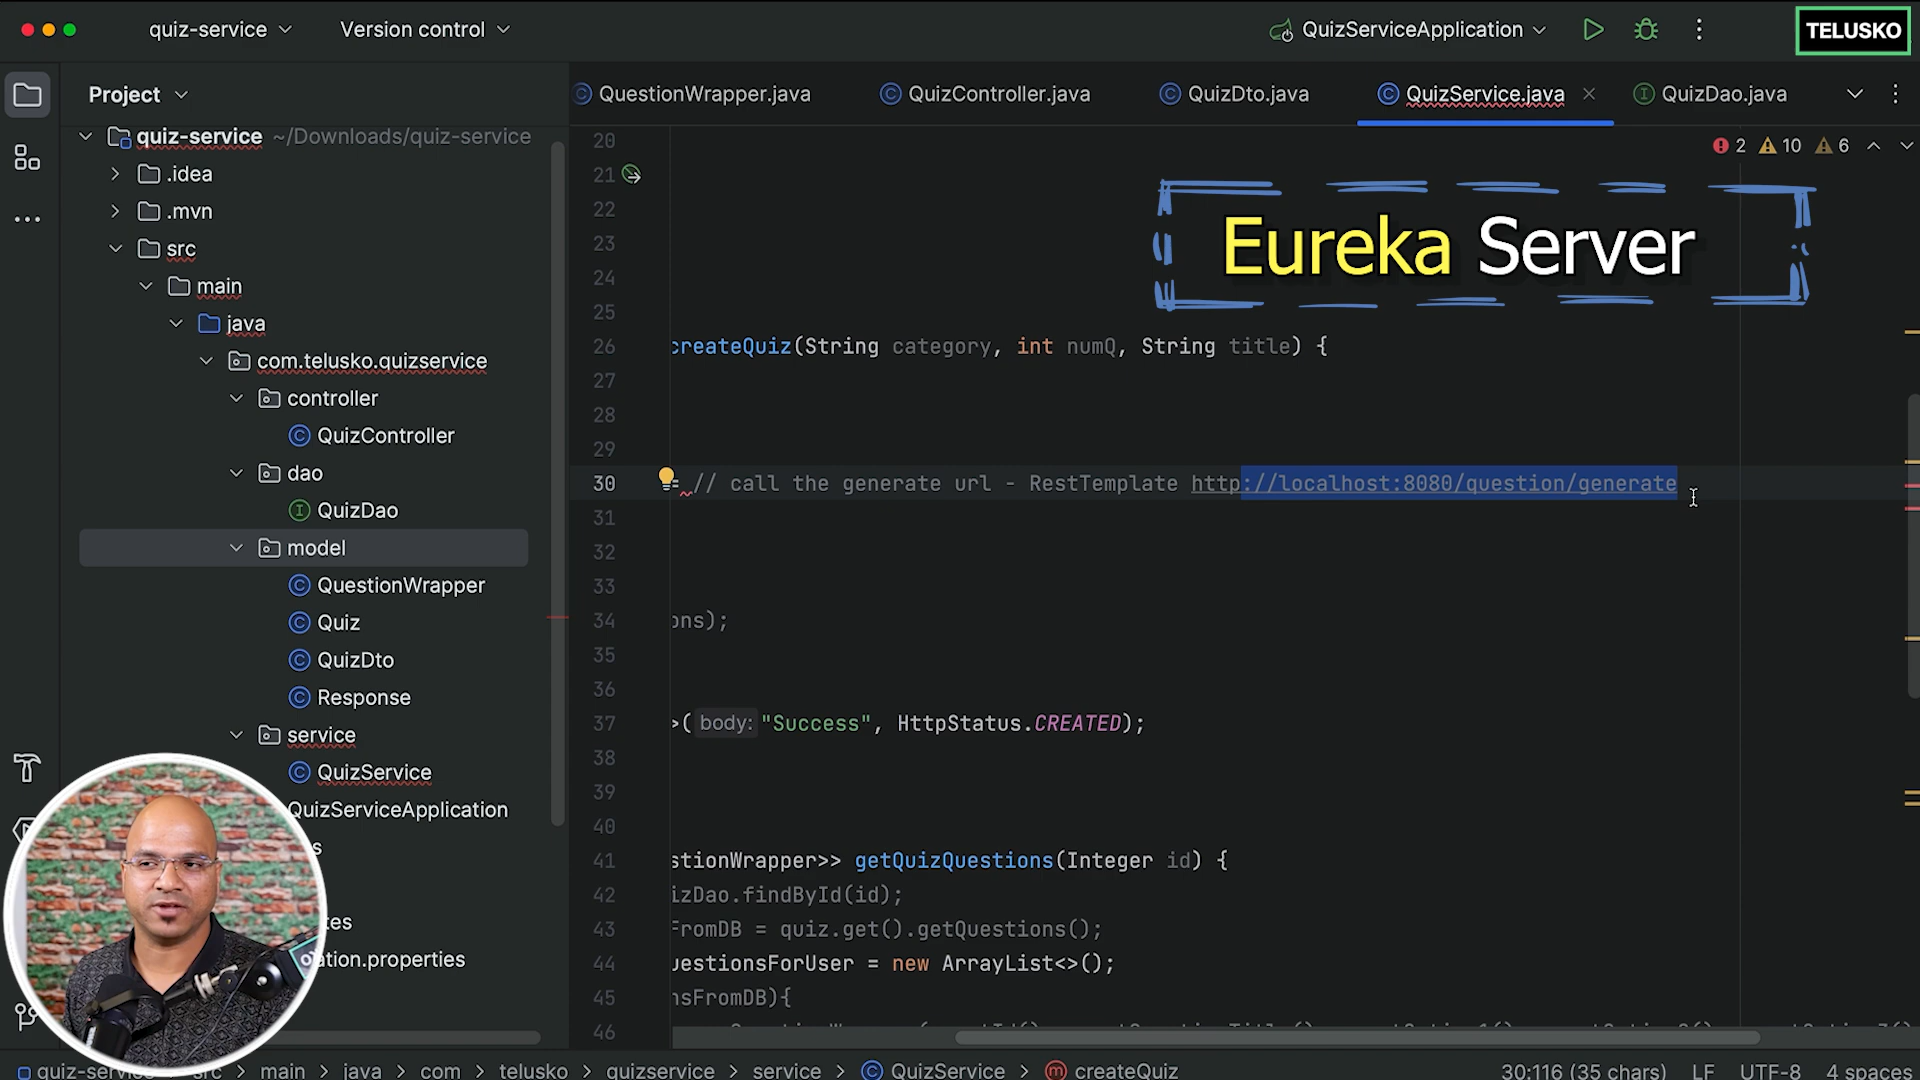 quiz-service
Version control
QuizServiceApplication
TELUSKO
Project
QuestionWrapper.java
QuizController.java
QuizDto.java
QuizService.java
QuizDao.java
quiz-service ~/Downloads/quiz-service
.idea
.mvn
src
main
java
com.telusko.quizservice
controller
QuizController
dao
QuizDao
model
QuestionWrapper
Quiz
QuizDto
Response
service
QuizService
QuizServiceApplication
s
tes
ation.properties
2 10 6
Eureka Server
20
21
22
23
24
25
26 createQuiz(String category, int numQ, String title) {
27
28
29
30 = // call the generate url - RestTemplate http://localhost:8080/question/generate
31
32
33
34 ons);
35
36
37 >( body: "Success", HttpStatus.CREATED);
38
39
40
41 stionWrapper>> getQuizQuestions(Integer id) {
42 izDao.findById(id);
43 FromDB = quiz.get().getQuestions();
44 uestionsForUser = new ArrayList<>();
45 nsFromDB){
46
quiz-service > src > main > java > com > telusko > quizservice > service > QuizService > createQuiz
30:116 (35 chars) LF UTF-8 4 spaces